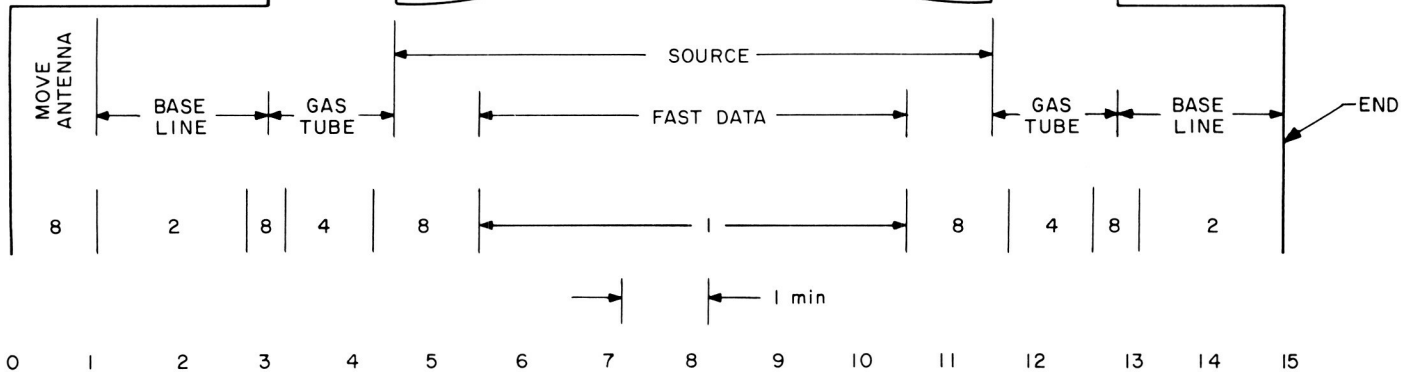 MOVE ANTENNA
SOURCE
BASE LINE
GAS TUBE
FAST DATA
GAS TUBE
BASE LINE
END
8 2 8 4 8 1 8 4 8 2
1 min
0 1 2 3 4 5 6 7 8 9 10 11 12 13 14 15